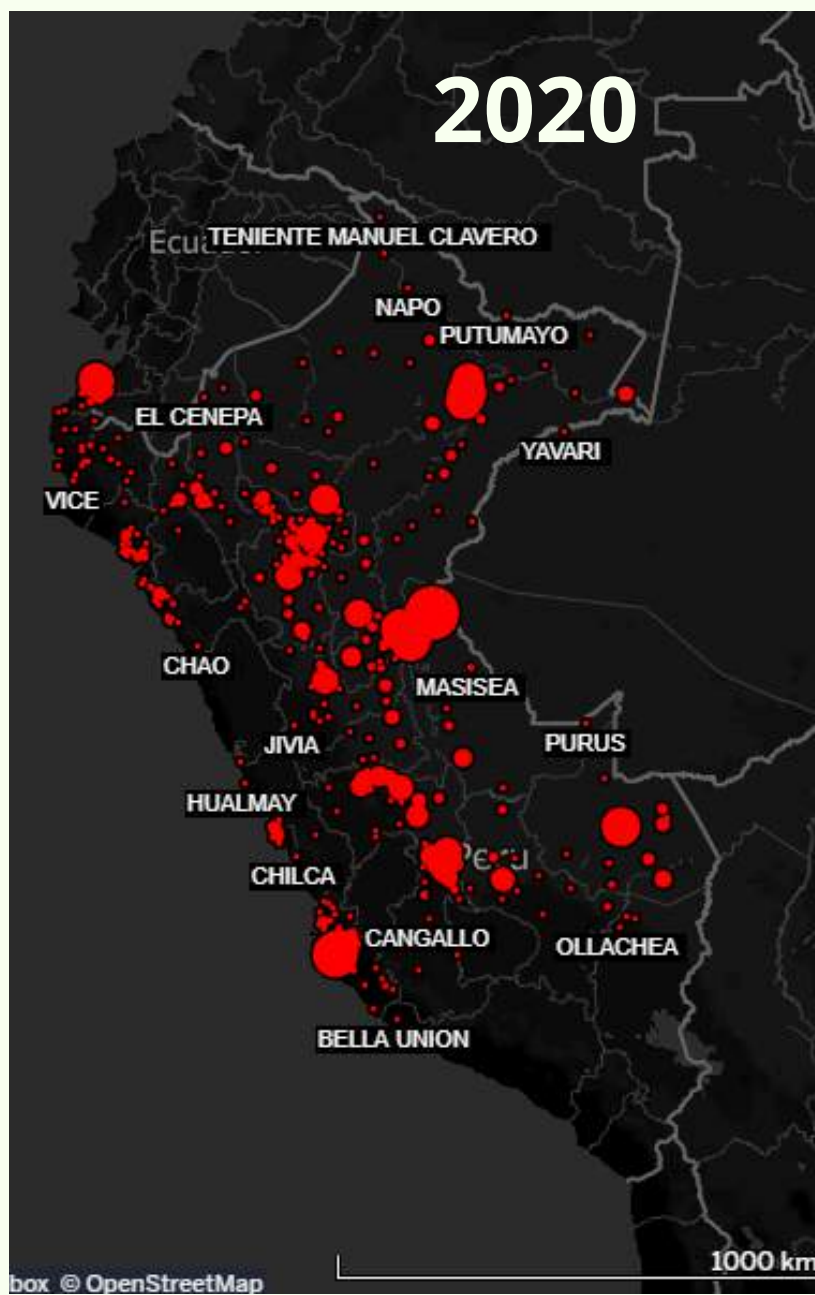 2020
Ecua
TENIENTE MANUEL CLAVERO
NAPO
PUTUMAYO
EL CENEPA
YAVARI
VICE
CHAO
MASISEA
JIVIA
PURUS
HUALMAY
Peru
CHILCA
CANGALLO
OLLACHEA
BELLA UNION
1000 km
box © OpenStreetMap